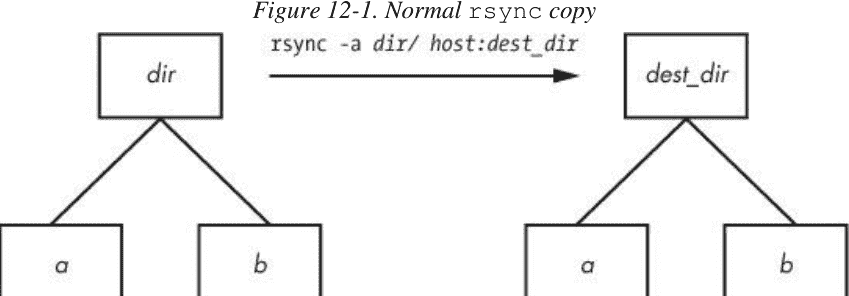 Figure 12-1. Normal rsync copy
rsync -a dir/ host:dest_dir
dir
dest_dir
a
b
a
b